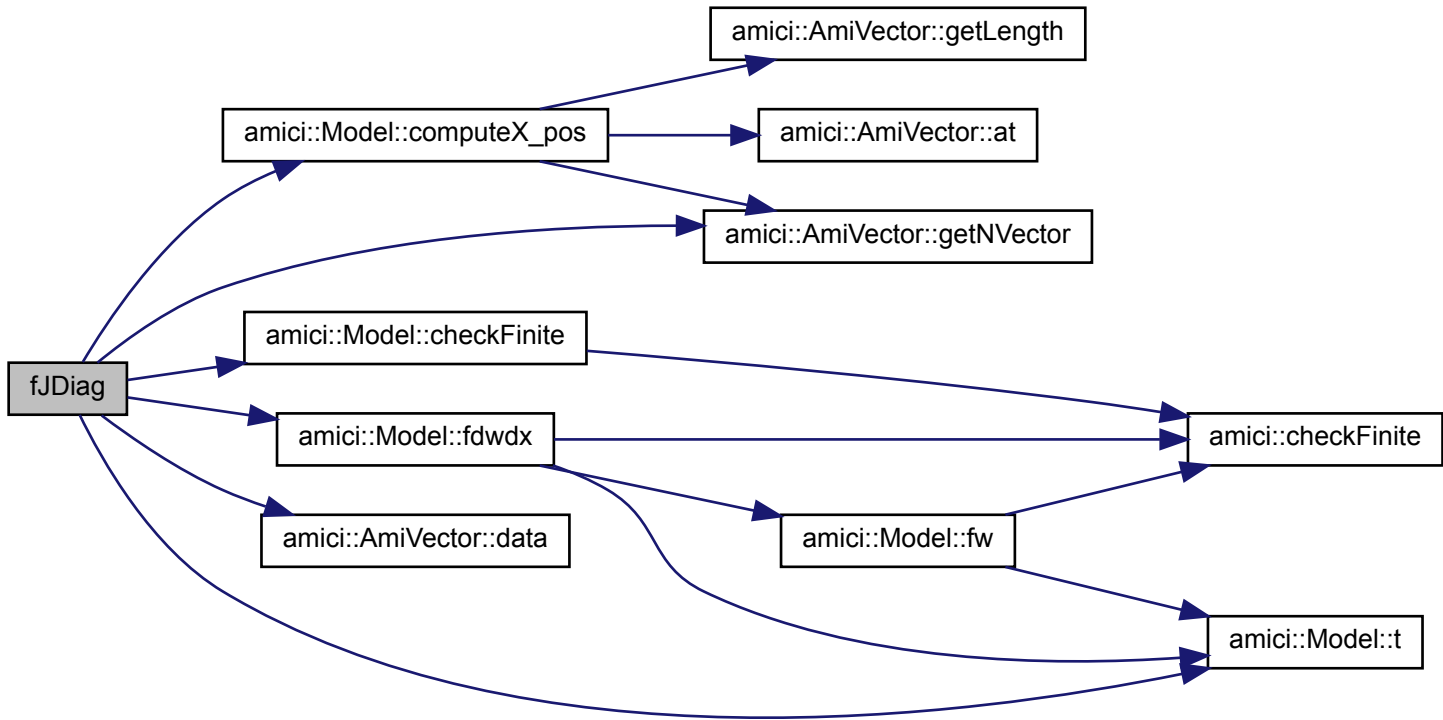 amici::AmiVector::getLength
amici::Model::computeX_pos
amici::AmiVector::at
amici::AmiVector::getNVector
amici::Model::checkFinite
fJDiag
amici::Model::fdwdx
amici::checkFinite
amici::AmiVector::data
amici::Model::fw
amici::Model::t